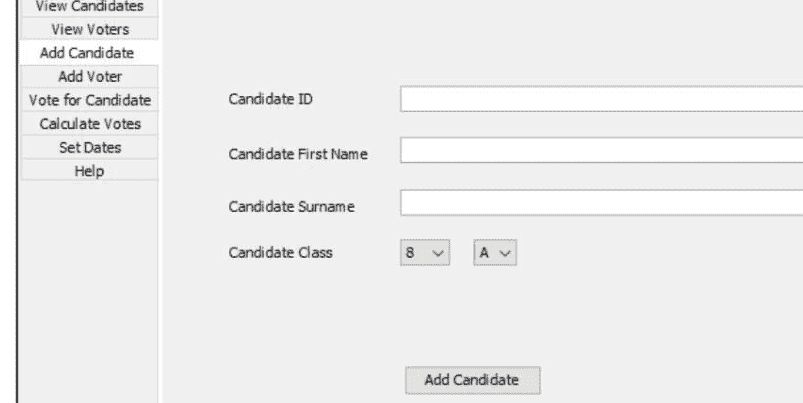 View Candidates
View Voters
Add Candidate
Add Voter
Vote for Candidate
Calculate Votes
Set Dates
Help
Candidate ID
Candidate First Name
Candidate Surname
Candidate Class 8 A
Add Candidate